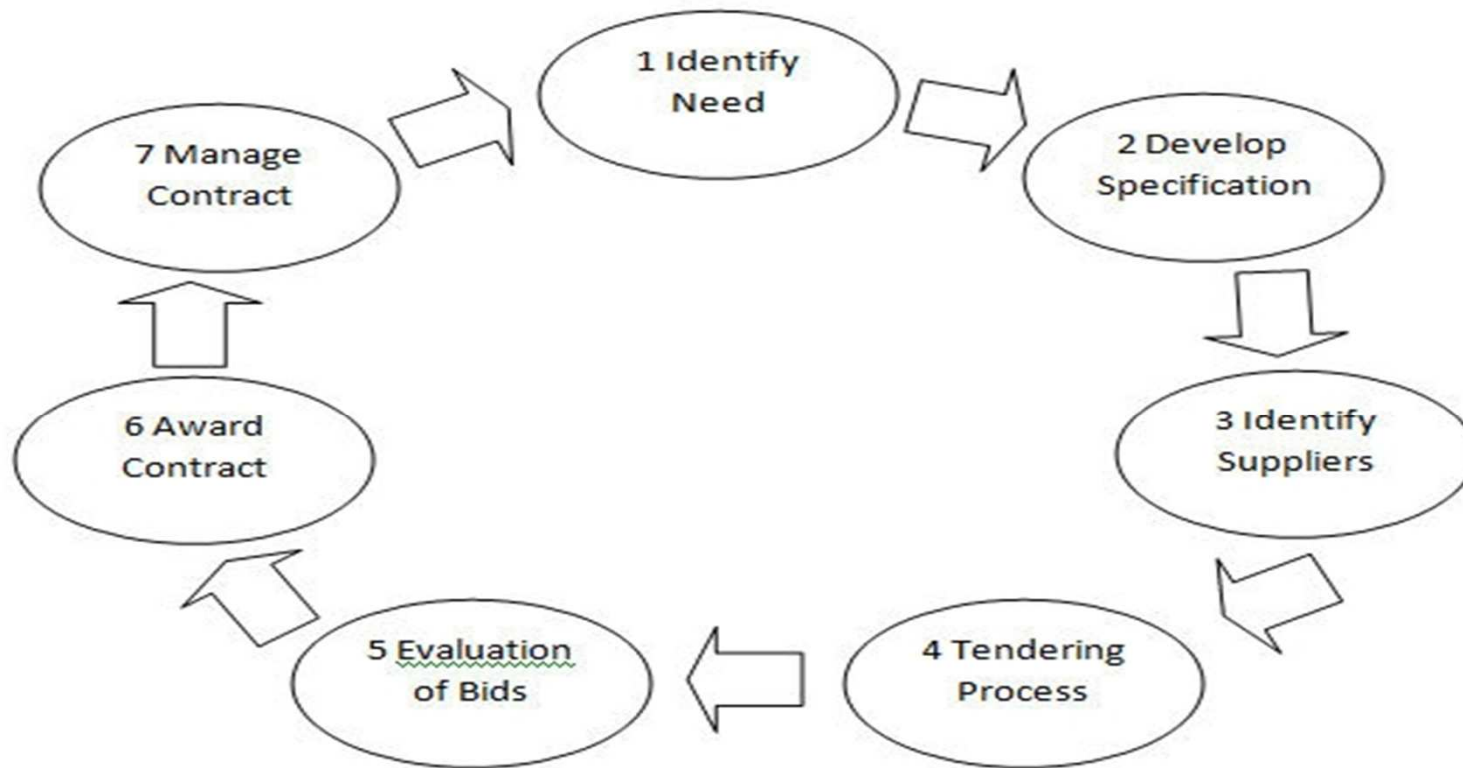 1 Identify
Need
2 Develop
Specification
3 Identify
Suppliers
4 Tendering
Process
5 Evaluation
of Bids
6 Award
Contract
7 Manage
Contract